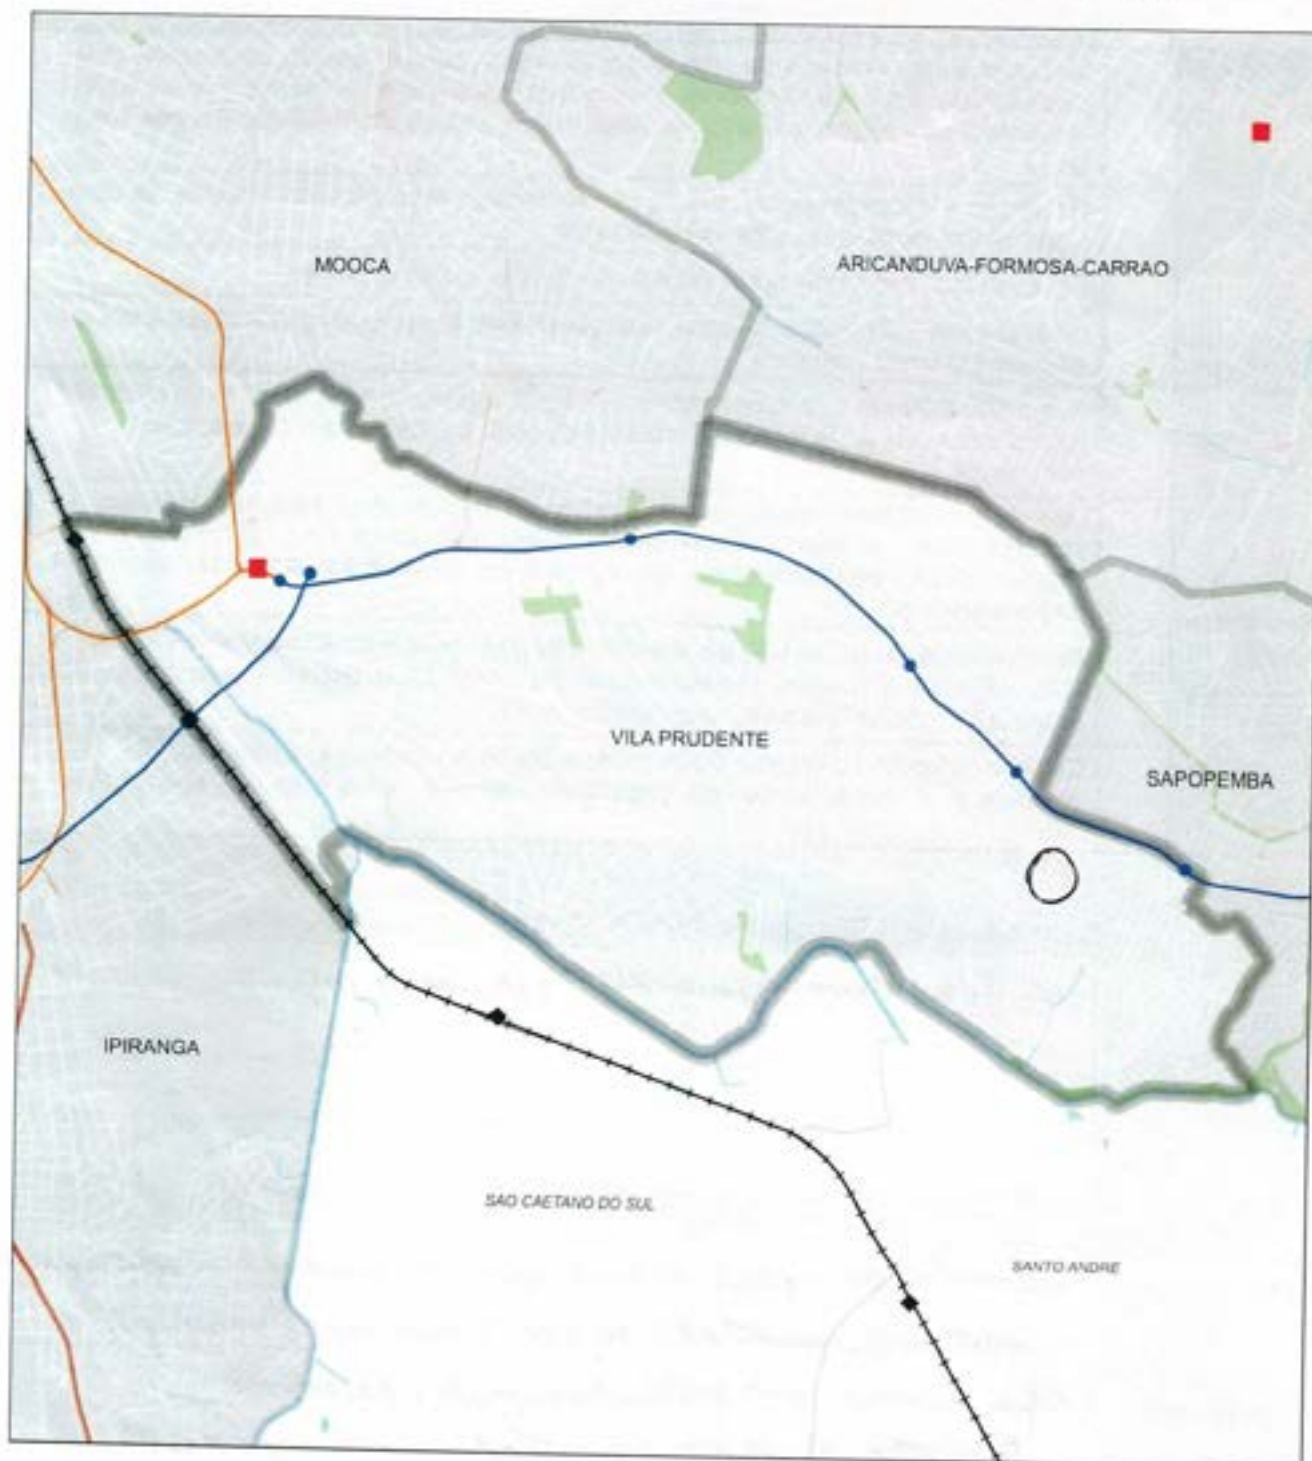 MOOCA
ARICANDUVA-FORMOSA-CARRAO
VILA PRUDENTE
SAPOPEMBA
IPIRANGA
SAO CAETANO DO SUL
SANTO ANDRE